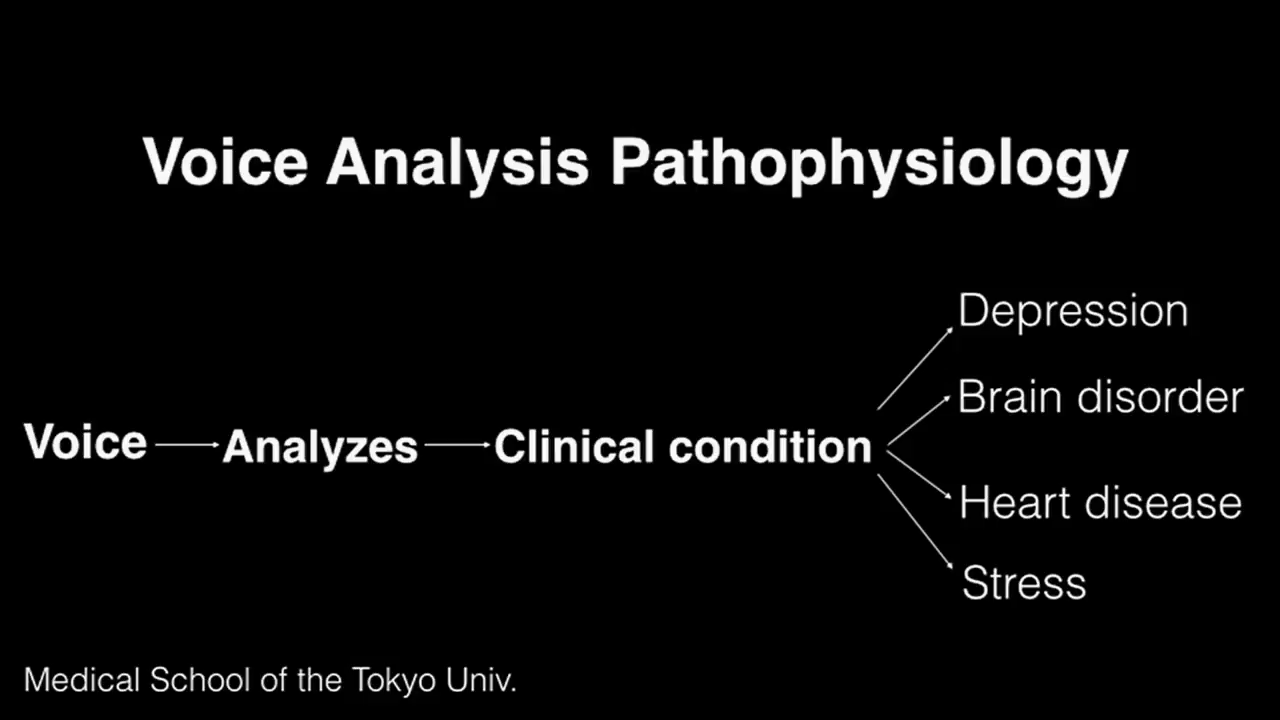 Voice Analysis Pathophysiology
Voice
Analyzes
Clinical condition
Depression
Brain disorder
Heart disease
Stress
Medical School of the Tokyo Univ.